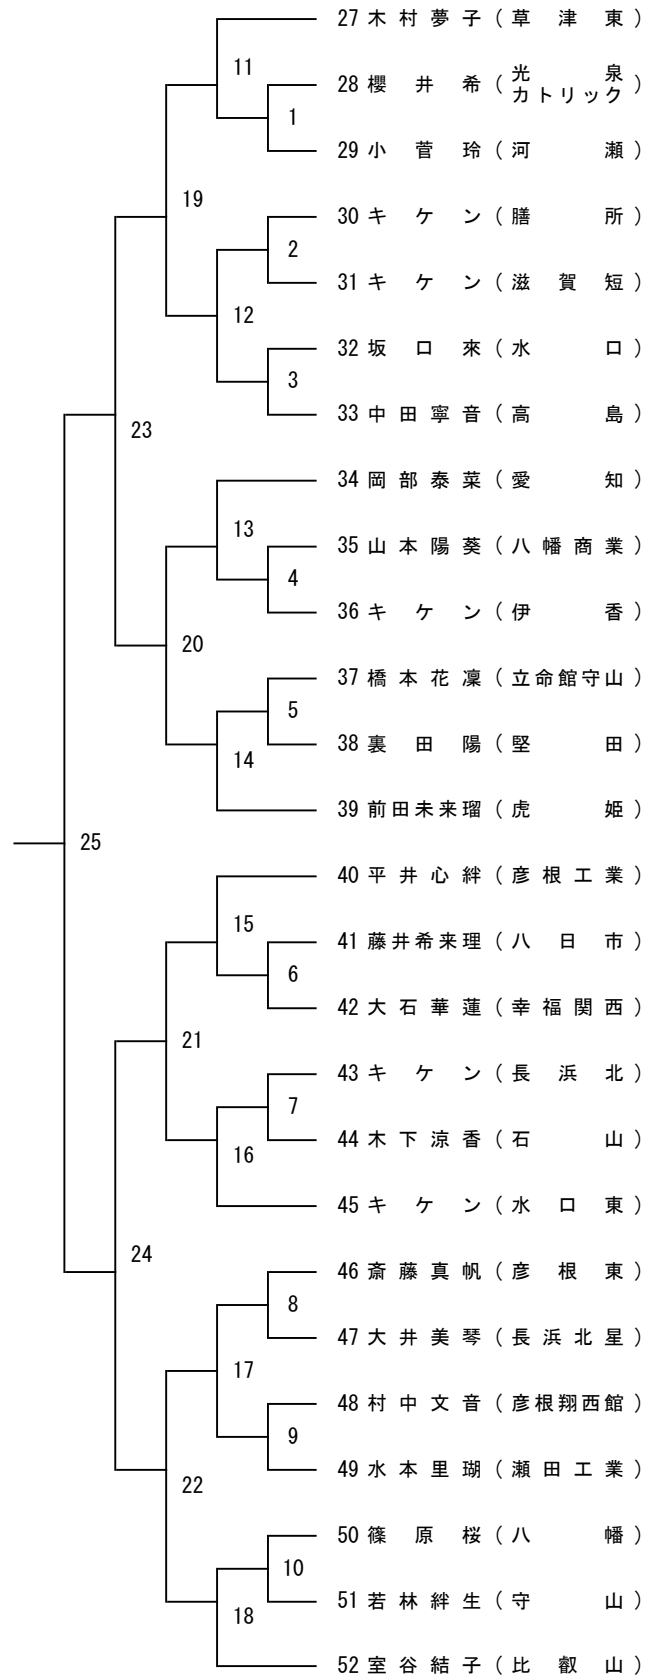 27 木村夢子（草津東）
11
28 櫻井希（光泉カトリック）
1
29 小菅玲（河瀬）
19
30 キケン（膳所）
2
31 キケン（滋賀短）
12
32 坂口來（水口）
3
33 中田寧音（高島）
23
34 岡部泰菜（愛知）
13
35 山本陽葵（八幡商業）
4
36 キケン（伊香）
20
37 橋本花凜（立命館守山）
5
38 裏田陽（堅田）
14
39 前田未来瑠（虎姫）
25
40 平井心絆（彦根工業）
15
41 藤井希来理（八日市）
6
42 大石華蓮（幸福関西）
21
43 キケン（長浜北）
7
44 木下涼香（石山）
16
45 キケン（水口東）
24
46 斎藤真帆（彦根東）
8
47 大井美琴（長浜北星）
17
48 村中文音（彦根翔西館）
9
49 水本里瑚（瀬田工業）
22
50 篠原桜（八幡）
10
51 若林絆生（守山）
18
52 室谷結子（比叡山）